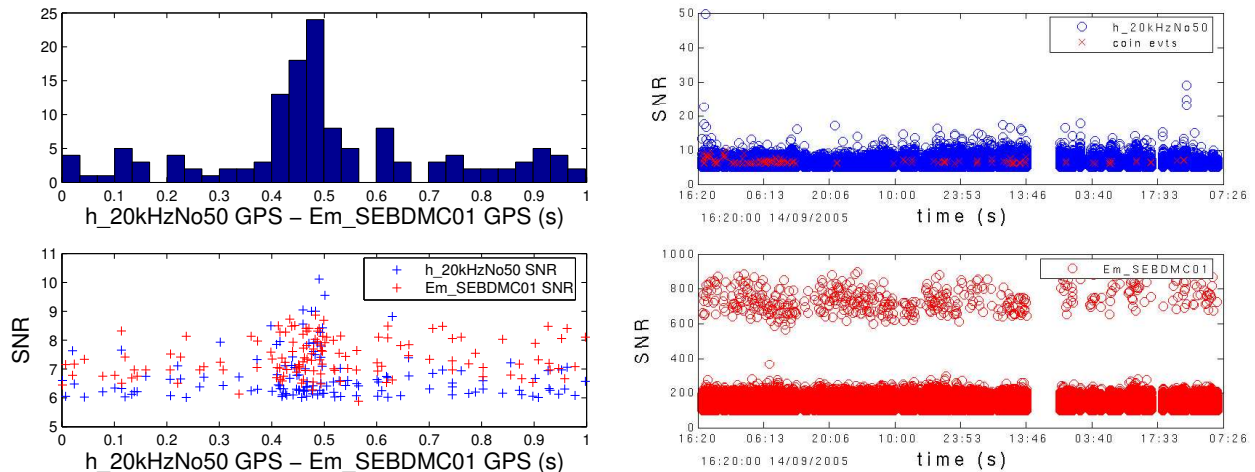 25
20
15
10
5
0
0 0.1 0.2 0.3 0.4 0.5 0.6 0.7 0.8 0.9 1
h_20kHzNo50 GPS − Em_SEBDMC01 GPS (s)
50
40
30
20
10
0
SNR
h_20kHzNo50
coin evts
16:20 06:13 20:06 10:00 23:53 13:46 03:40 17:33 07:26
16:20:00 14/09/2005 time (s)
11
10
9
8
7
6
5
SNR
h_20kHzNo50 SNR
Em_SEBDMC01 SNR
0 0.1 0.2 0.3 0.4 0.5 0.6 0.7 0.8 0.9 1
h_20kHzNo50 GPS − Em_SEBDMC01 GPS (s)
1000
800
600
400
200
0
SNR
Em_SEBDMC01
16:20 06:13 20:06 10:00 23:53 13:46 03:40 17:33 07:26
16:20:00 14/09/2005 time (s)